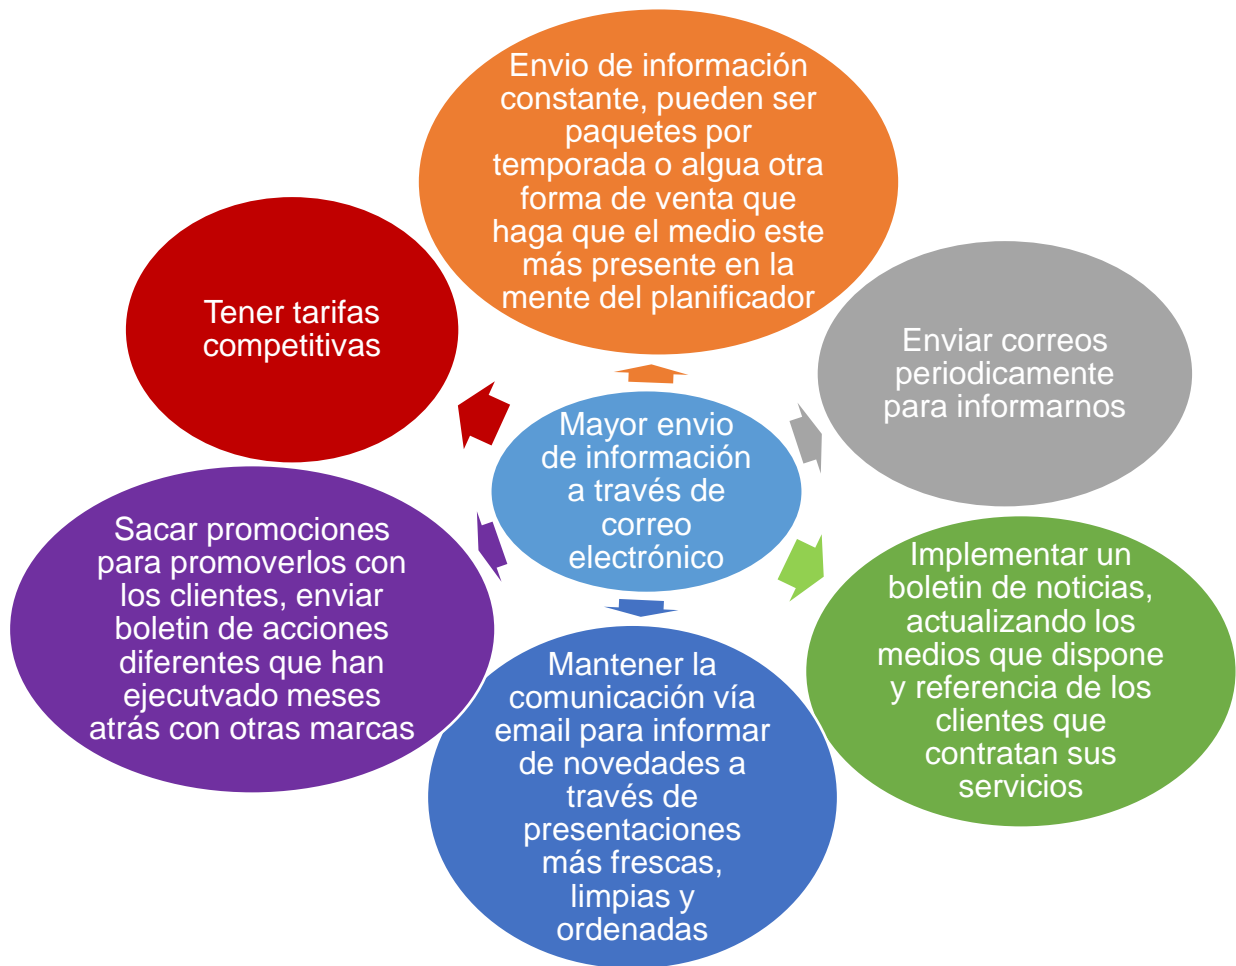 Envio de información
constante, pueden ser
paquetes por
temporada o algua otra
forma de venta que
haga que el medio este
más presente en la
mente del planificador
Tener tarifas
competitivas
Enviar correos
periodicamente
para informarnos
Mayor envio
de información
a través de
correo
electrónico
Sacar promociones
para promoverlos con
los clientes, enviar
boletin de acciones
diferentes que han
ejecutvado meses
atrás con otras marcas
Implementar un
boletin de noticias,
actualizando los
medios que dispone
y referencia de los
clientes que
contratan sus
servicios
Mantener la
comunicación vía
email para informar
de novedades a
través de
presentaciones
más frescas,
limpias y
ordenadas